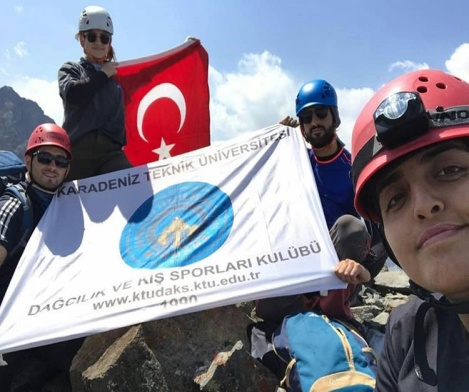 KARADENİZ TEKNİK ÜNİVERSİTESİ
DAĞCILIK VE KIŞ SPORLARI KULÜBÜ
www.ktudaks.ktu.edu.tr
1990